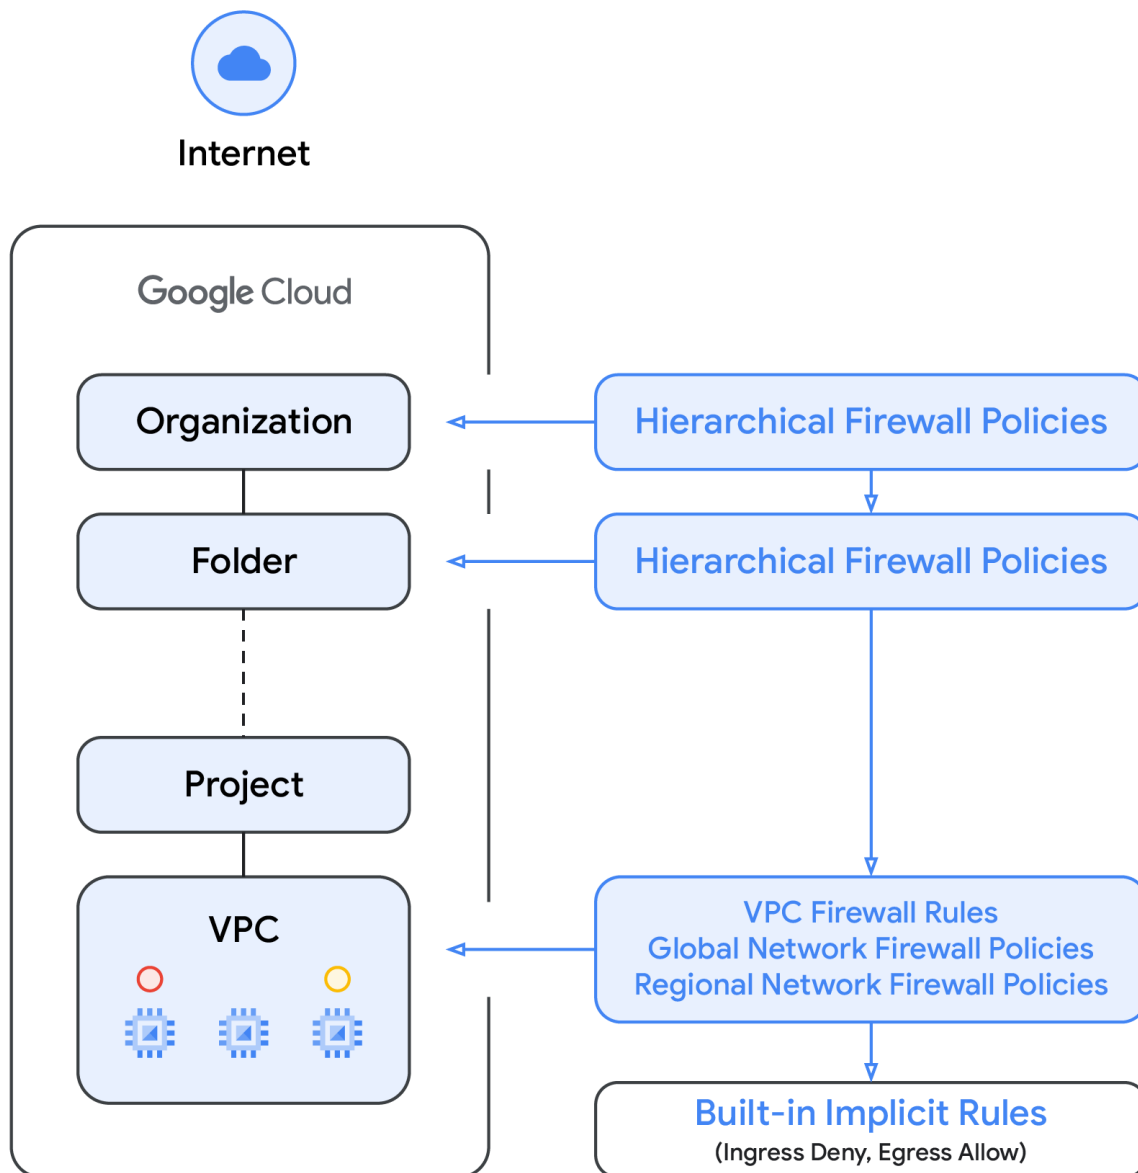 Internet
Google Cloud
Organization
Hierarchical Firewall Policies
Folder
Hierarchical Firewall Policies
Project
VPC
VPC Firewall Rules
Global Network Firewall Policies
Regional Network Firewall Policies
Built-in Implicit Rules
(Ingress Deny, Egress Allow)